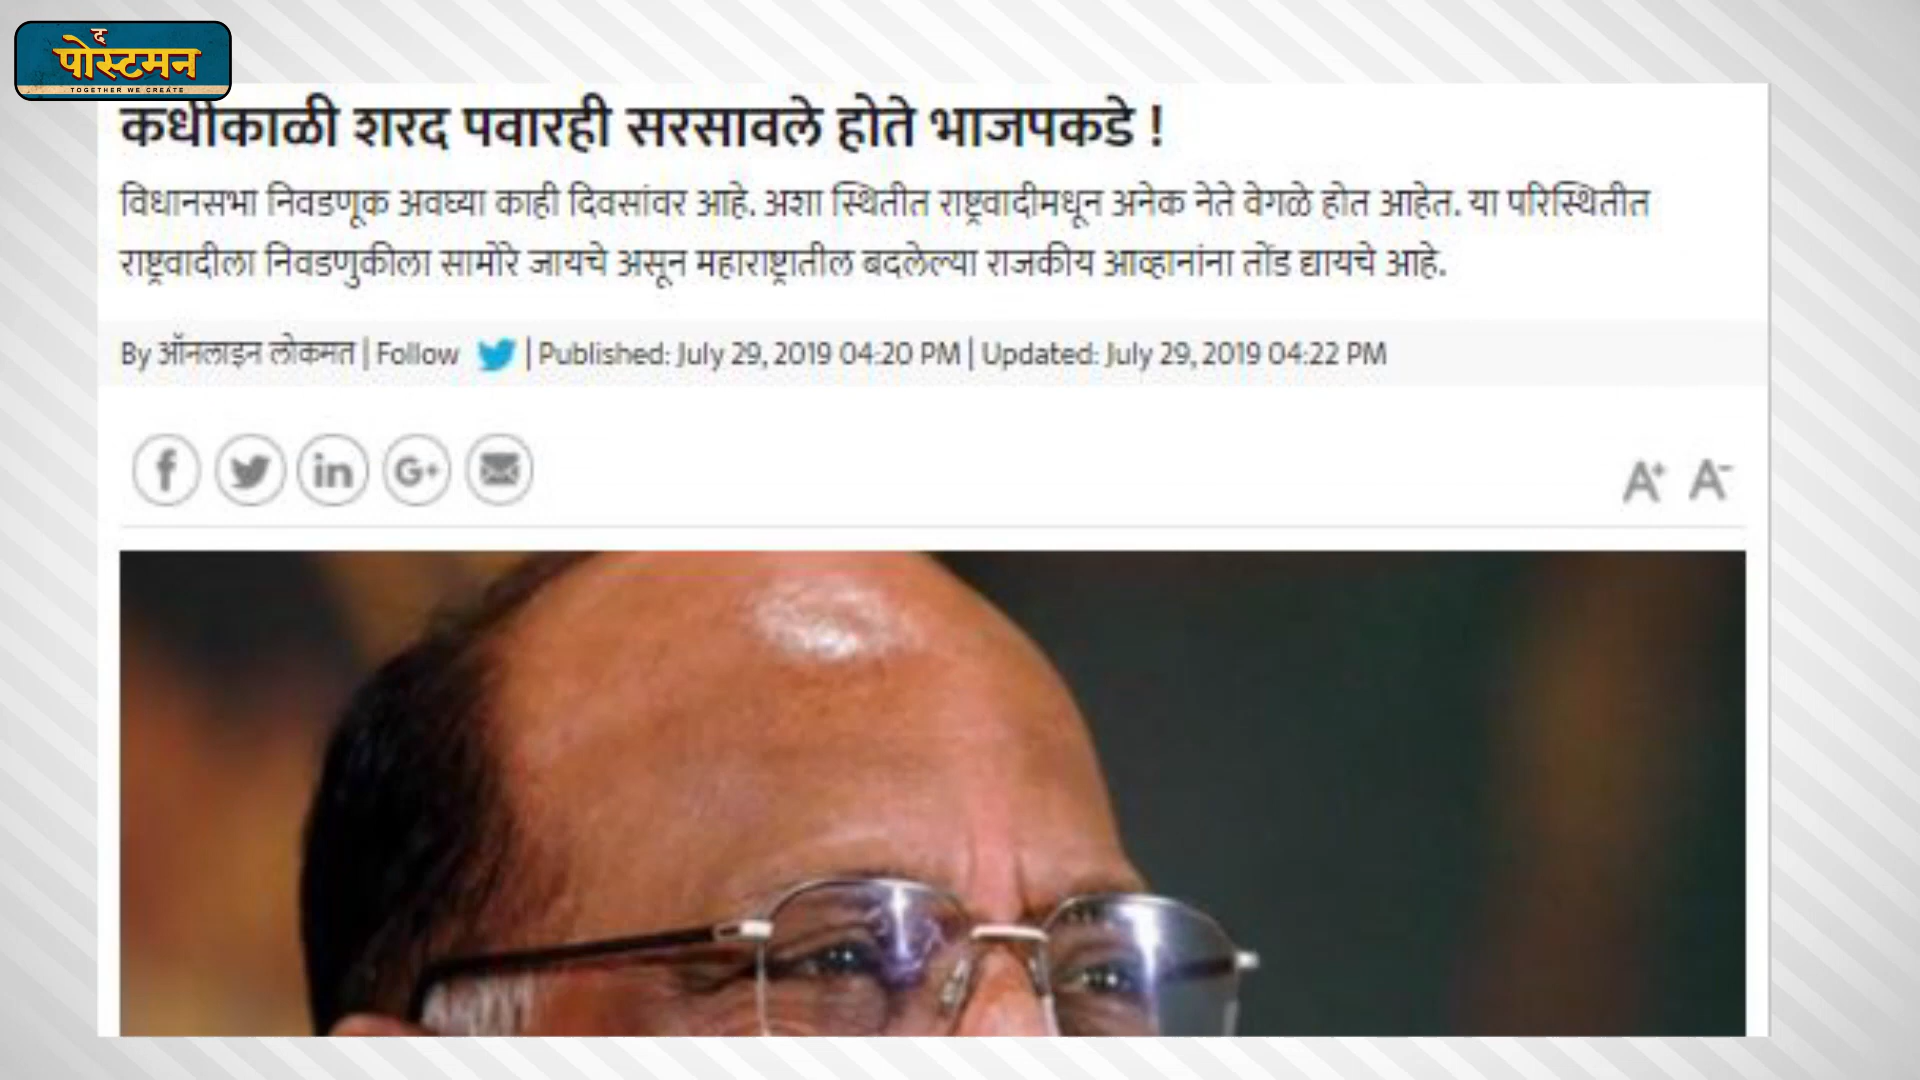 द
पोस्टमन
TOGETHER WE CREATE
कधीकाळी शरद पवारही सरसावले होते भाजपकडे !
विधानसभा निवडणूक अवघ्या काही दिवसांवर आहे. अशा स्थितीत राष्ट्रवादीमधून अनेक नेते वेगळे होत आहेत. या परिस्थितीत
राष्ट्रवादीला निवडणुकीला सामोरे जायचे असून महाराष्ट्रातील बदलेल्या राजकीय आव्हानांना तोंड द्यायचे आहे.
By ऑनलाइन लोकमत | Follow | Published: July 29, 2019 04:20 PM | Updated: July 29, 2019 04:22 PM
f in G+ A+ A-